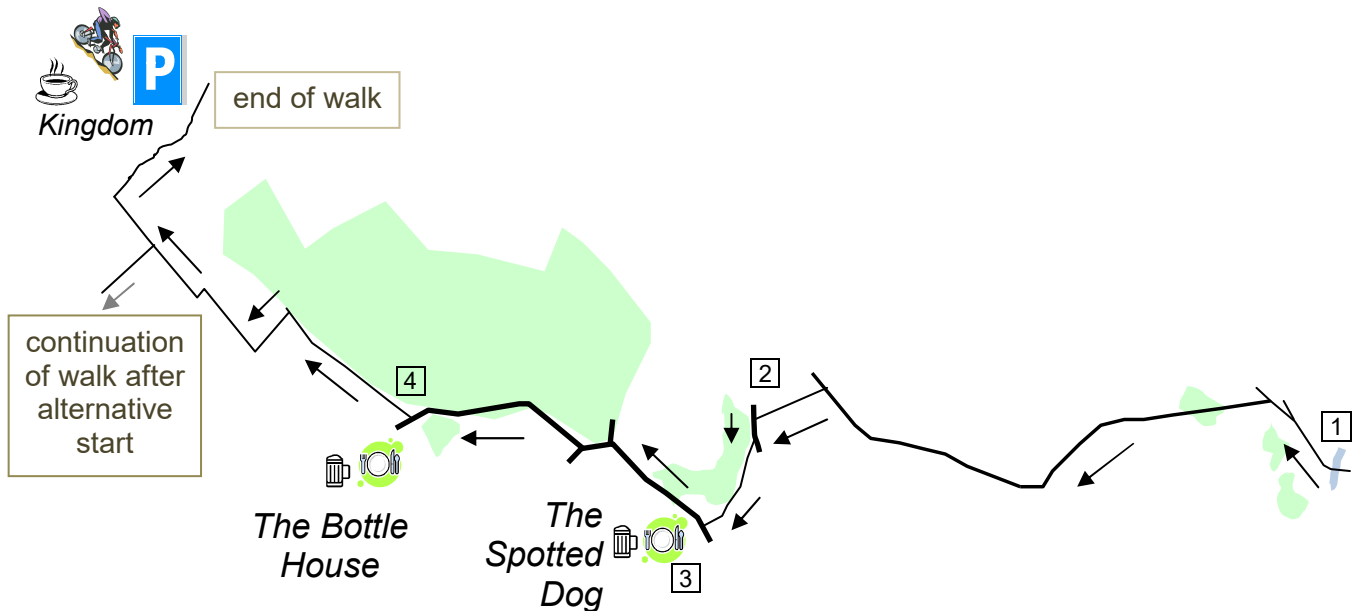 P
Kingdom
end of walk
continuation
of walk after
alternative
start
4
2
1
The Bottle
House
The
Spotted
Dog
3